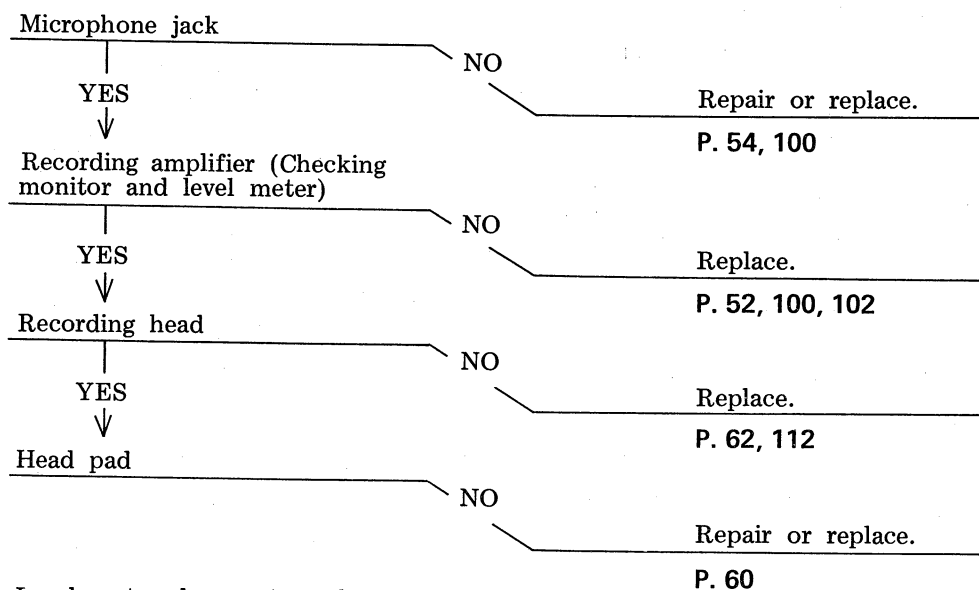 Microphone jack
NO
YES
Repair or replace.
P. 54, 100
Recording amplifier (Checking
monitor and level meter)
NO
YES
Replace.
P. 52, 100, 102
Recording head
NO
YES
Replace.
P. 62, 112
Head pad
NO
Repair or replace.
P. 60